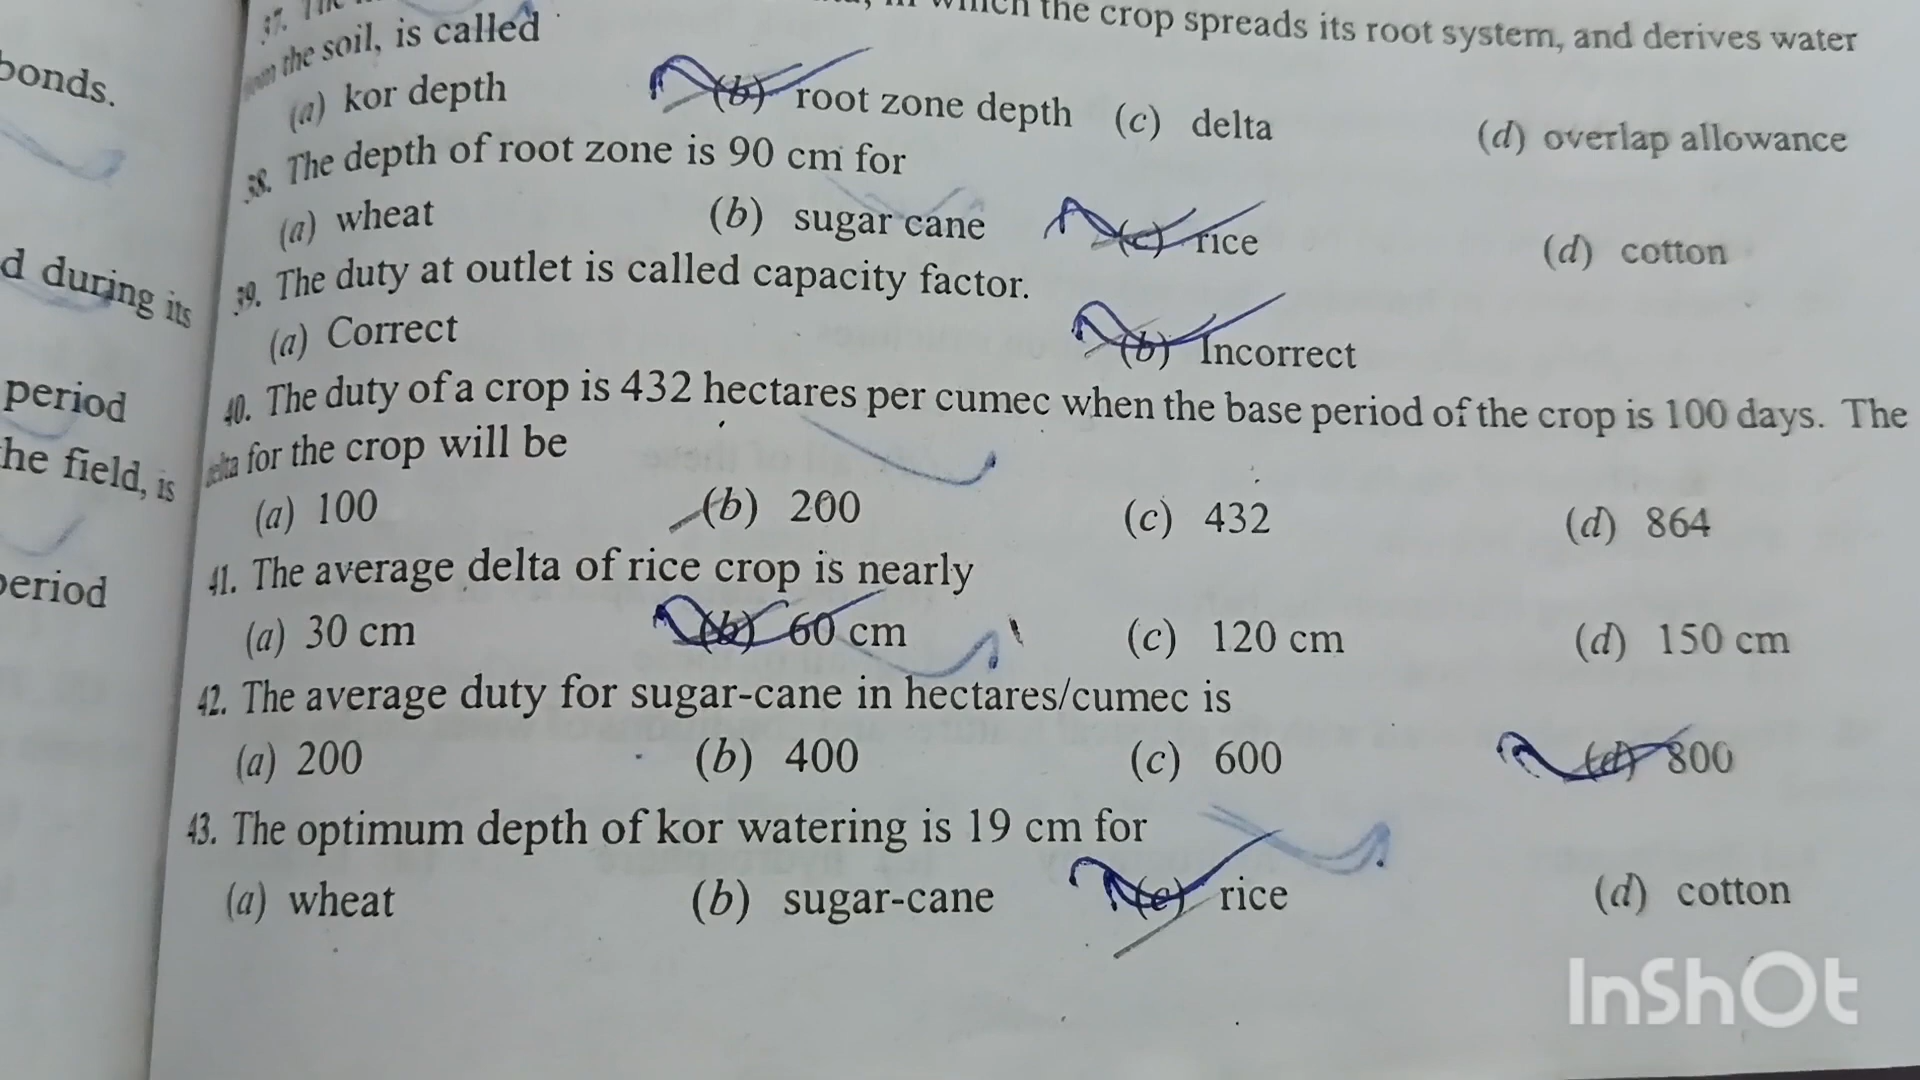 bonds.
d during its
period
he field, is
period
37.
which the crop spreads its root system, and derives water
the soil, is called
(a) kor depth (b) root zone depth (c) delta (d) overlap allowance
38. The depth of root zone is 90 cm for
(a) wheat (b) sugar cane (c) rice (d) cotton
39. The duty at outlet is called capacity factor.
(a) Correct (b) Incorrect
40. The duty of a crop is 432 hectares per cumec when the base period of the crop is 100 days. The
delta for the crop will be
(a) 100 (b) 200 (c) 432 (d) 864
41. The average delta of rice crop is nearly
(a) 30 cm (b) 60 cm (c) 120 cm (d) 150 cm
42. The average duty for sugar-cane in hectares/cumec is
(a) 200 (b) 400 (c) 600 (d) 800
43. The optimum depth of kor watering is 19 cm for
(a) wheat (b) sugar-cane (c) rice (d) cotton
InShOt